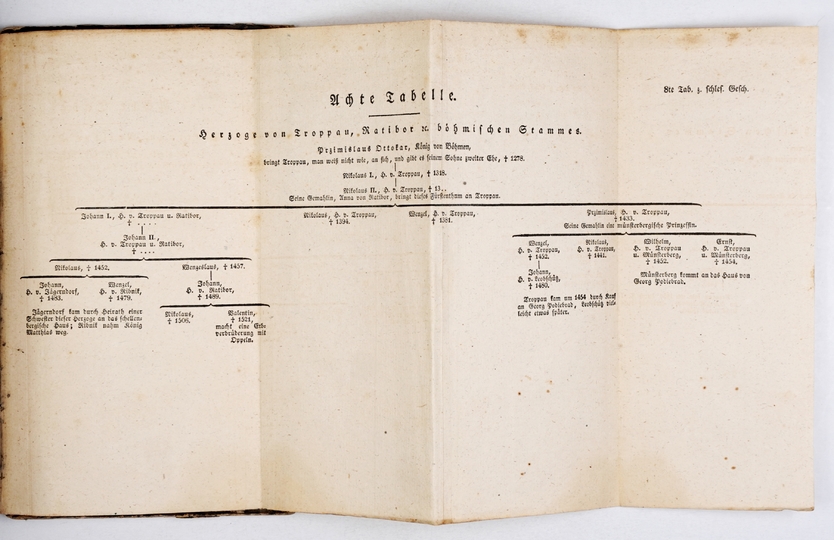 8te Tab. z. schles. Gesch.
Achte Tabelle.
Herzoge von Troppau, Ratibor ꝛc. böhmischen Stammes.
Przimislaus Ottokar, König von Böhmen,
bringt Troppau, man weiß nicht wie, an sich, und gibt es seinem Sohne zweiter Ehe, † 1278.
Nikolaus I., H. v. Troppau, † 1318.
Nikolaus II., H. v. Troppau, † 13..
Seine Gemahlin, Anna von Ratibor, bringt dieses Fürstenthum an Troppau.
Johann I., H. v. Troppau u. Ratibor,
† ....
Johann II.,
H. v. Troppau u. Ratibor,
† ....
Nikolaus, † 1452.
Johann,
H. v. Jägerndorf,
† 1483.
Wenzel,
H. v. Ribnik,
† 1479.
Jägerndorf kam durch Heirath einer
Schwester dieser Herzoge an das schellen-
bergische Haus; Ribnik nahm König
Matthias weg.
Wenzeslaus, † 1457.
Johann,
H. v. Ratibor,
† 1489.
Nikolaus,
† 1506.
Valentin,
† 1521,
macht eine Erb-
verbrüderung mit
Oppeln.
Nikolaus, H. v. Troppau,
† 1394.
Wenzel, H. v. Troppau,
† 1381.
Przimislaus, H. v. Troppau,
† 1433.
Seine Gemahlin eine münsterbergische Prinzessin.
Wenzel,
H. v. Troppau,
† 1452.
Johann,
H. v. Leobschütz,
† 1480.
Troppau kam um 1454 durch Kauf
an Georg Podiebrad, Leobschütz viel-
leicht etwas später.
Nikolaus,
H. v. Troppau,
† 1441.
Wilhelm,
H. v. Troppau
u. Münsterberg,
† 1452.
Ernst,
H. v. Troppau
u. Münsterberg,
† 1454,
Münsterberg kommt an das Haus von
Georg Podiebrad.